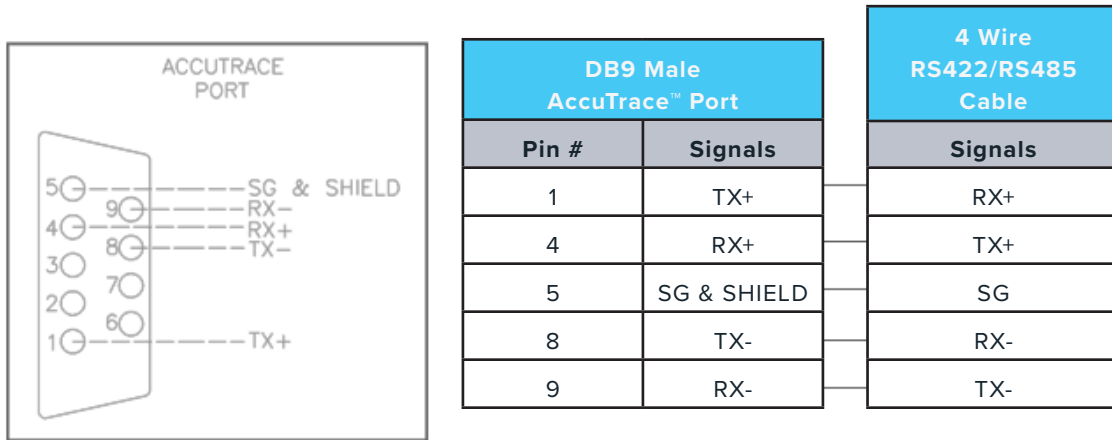 ACCUTRACE
PORT
5 SG & SHIELD
9 RX-
4 RX+
8 TX-
3
7
2
6
1 TX+
DB9 Male
AccuTrace™ Port
4 Wire
RS422/RS485
Cable
Pin # Signals Signals
1 TX+ RX+
4 RX+ TX+
5 SG & SHIELD SG
8 TX- RX-
9 RX- TX-